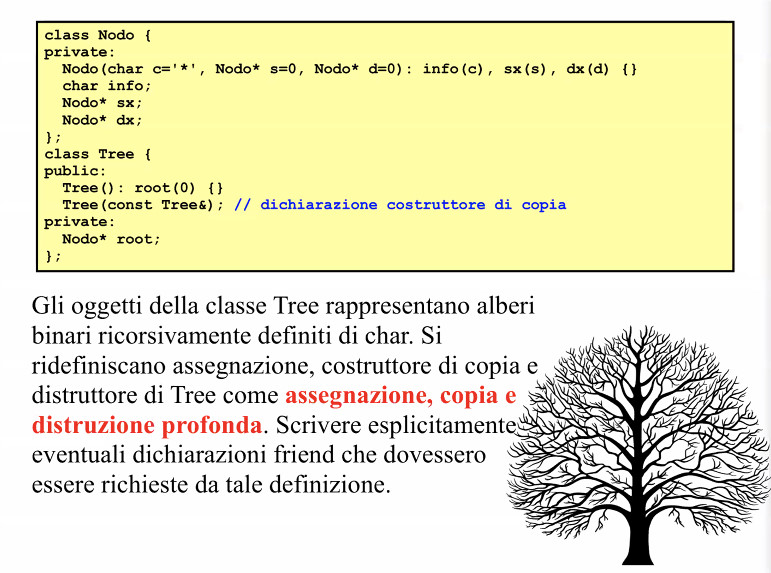 class Nodo {
private:
  Nodo(char c='*', Nodo* s=0, Nodo* d=0): info(c), sx(s), dx(d) {}
  char info;
  Nodo* sx;
  Nodo* dx;
};
class Tree {
public:
  Tree(): root(0) {}
  Tree(const Tree&); // dichiarazione costruttore di copia
private:
  Nodo* root;
};
Gli oggetti della classe Tree rappresentano alberi
binari ricorsivamente definiti di char. Si
ridefiniscano assegnazione, costruttore di copia e
distruttore di Tree come assegnazione, copia e
distruzione profonda. Scrivere esplicitamente
eventuali dichiarazioni friend che dovessero
essere richieste da tale definizione.